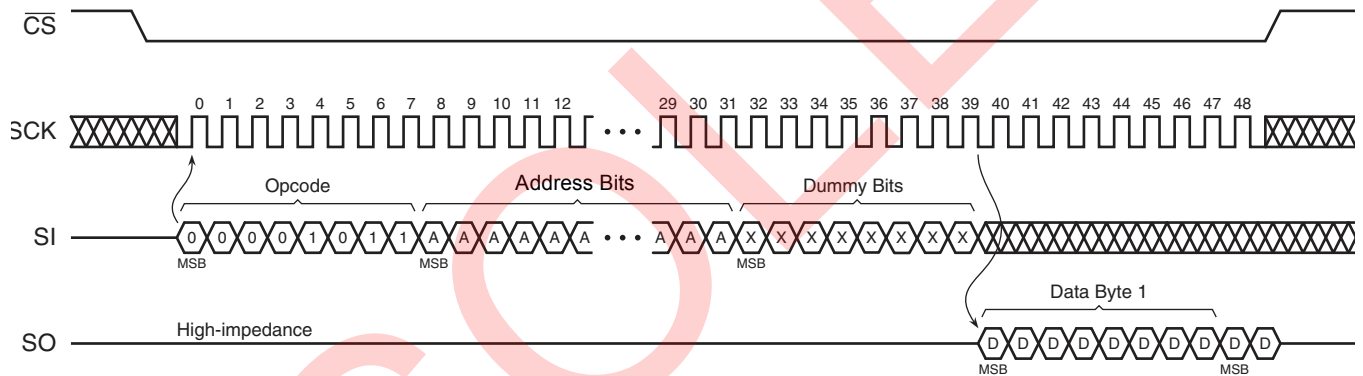 CS
0 1 2 3 4 5 6 7 8 9 10 11 12 29 30 31 32 33 34 35 36 37 38 39 40 41 42 43 44 45 46 47 48
SCK
Opcode Address Bits Dummy Bits
SI 0 0 0 0 1 0 1 1 A A A A A A A A A X X X X X X X X
MSB MSB MSB
Data Byte 1
High-impedance
SO D D D D D D D D D D
MSB MSB